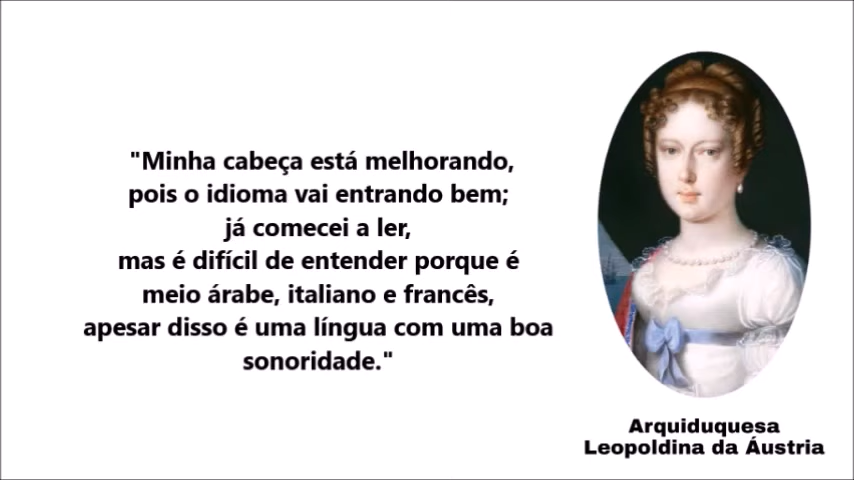 "Minha cabeça está melhorando,
pois o idioma vai entrando bem;
já comecei a ler,
mas é difícil de entender porque é
meio árabe, italiano e francês,
apesar disso é uma língua com uma boa
sonoridade."
Arquiduquesa
Leopoldina da Áustria